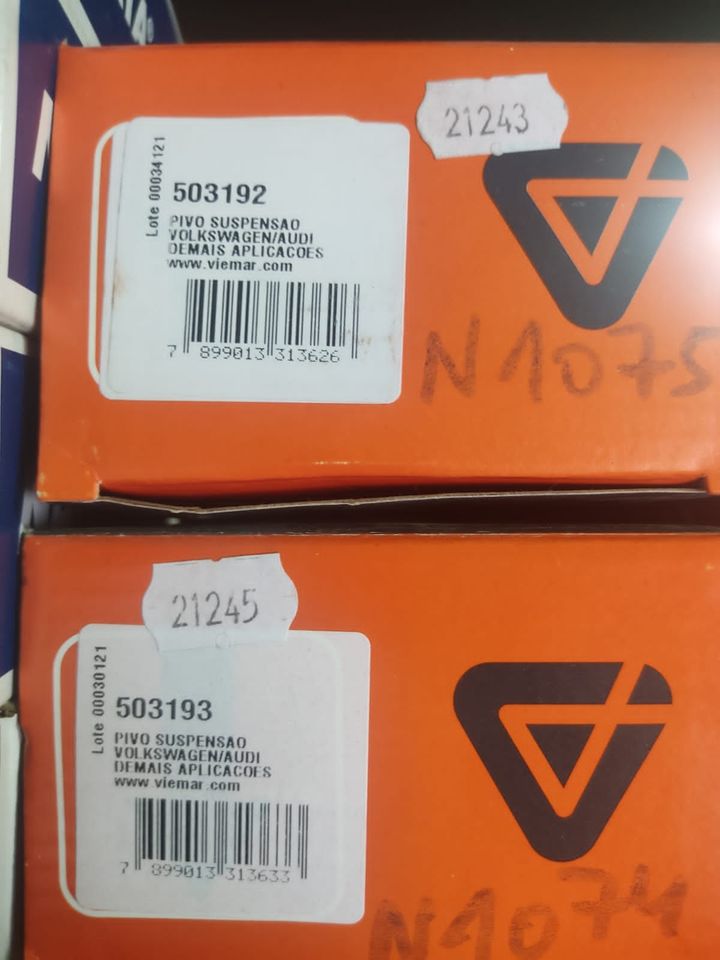 21243
Lote 00034121
503192
PIVO SUSPENSAO
VOLKSWAGEN/AUDI
DEMAIS APLICACOES
www.viemar.com
7 899013 313626
N1075
21245
Lote 00030121
503193
PIVO SUSPENSAO
VOLKSWAGEN/AUDI
DEMAIS APLICACOES
www.viemar.com
7 899013 313633
N1074